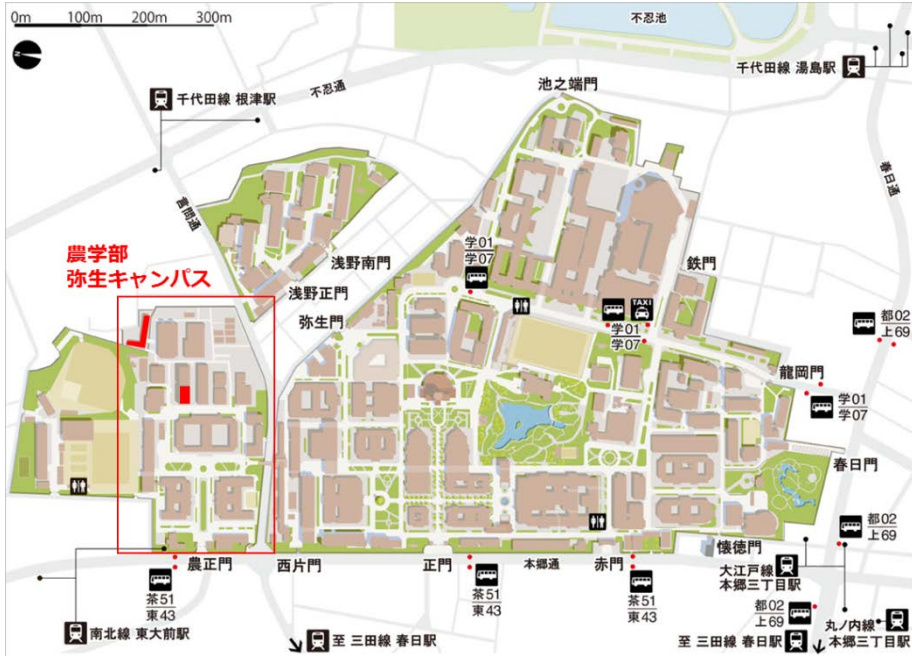 0m 100m 200m 300m
不忍池
千代田線 湯島駅
池之端門
千代田線 根津駅
不忍通
春日通
言問通
農学部
弥生キャンパス
浅野南門
浅野正門
弥生門
学01
学07
鉄門
TAXI
学01
学07
都02
上69
龍岡門
学01
学07
春日門
都02
上69
農正門
西片門
正門
本郷通
赤門
懐徳門
大江戸線
本郷三丁目駅
茶51
東43
茶51
東43
茶51
東43
都02
上69
丸ノ内線
本郷三丁目駅
南北線 東大前駅
至 三田線 春日駅
至 三田線 春日駅